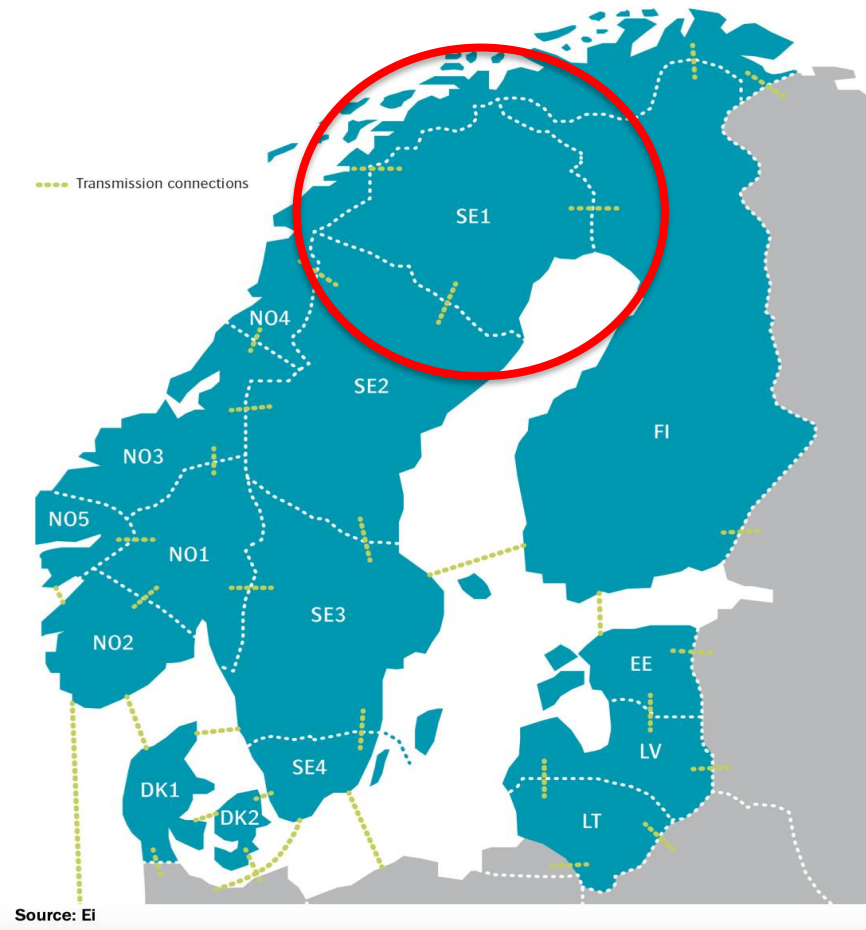 Transmission connections
SE1
NO4
SE2
FI
NO3
NO5
NO1
SE3
NO2
EE
LV
SE4
DK1
DK2
LT
Source: Ei